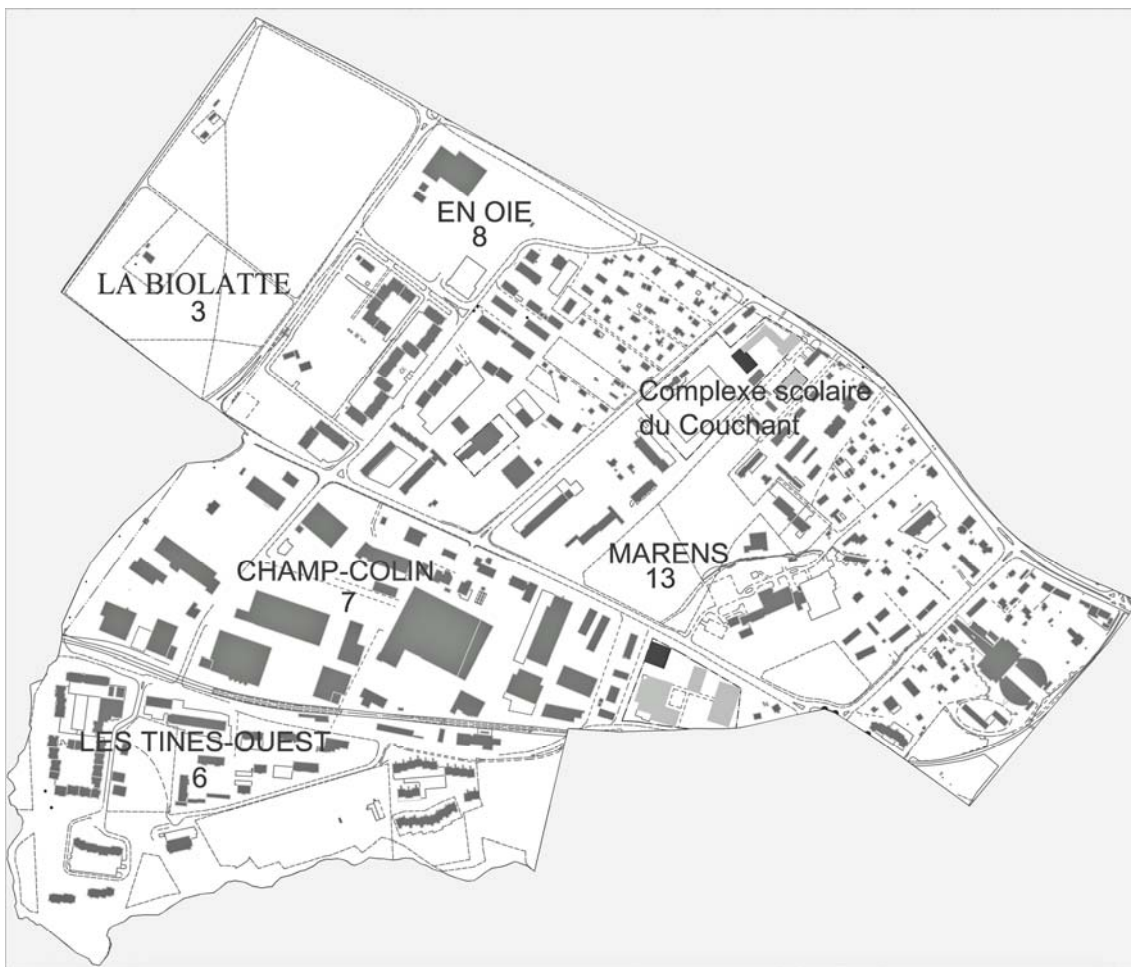 EN OIE
8
LA BIOLATTE
3
Complexe scolaire
du Couchant
MARENS
13
CHAMP-COLIN
7
LES TINES-OUEST
6